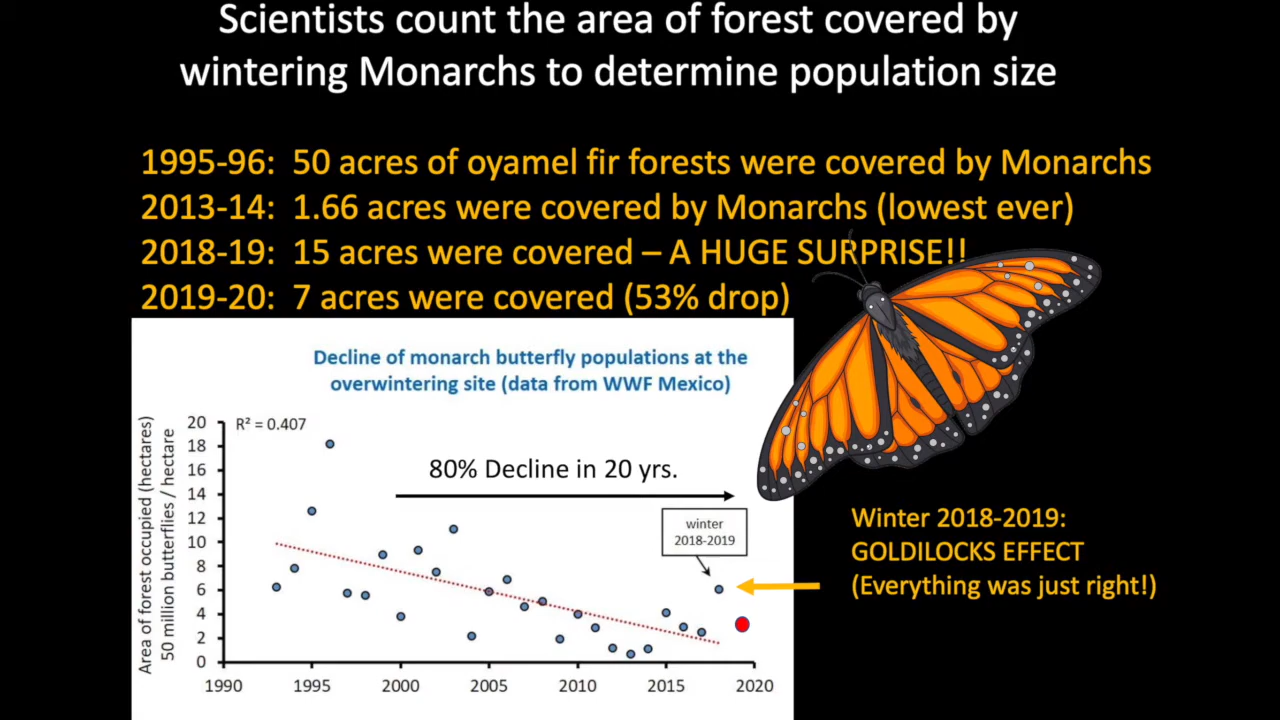 Scientists count the area of forest covered by
wintering Monarchs to determine population size
1995-96: 50 acres of oyamel fir forests were covered by Monarchs
2013-14: 1.66 acres were covered by Monarchs (lowest ever)
2018-19: 15 acres were covered – A HUGE SURPRISE!!
2019-20: 7 acres were covered (53% drop)
Decline of monarch butterfly populations at the
overwintering site (data from WWF Mexico)
Area of forest occupied (hectares)
50 million butterflies / hectare
20
18
16
14
12
10
8
6
4
2
0
R² = 0.407
80% Decline in 20 yrs.
winter
2018-2019
1990 1995 2000 2005 2010 2015 2020
Winter 2018-2019:
GOLDILOCKS EFFECT
(Everything was just right!)